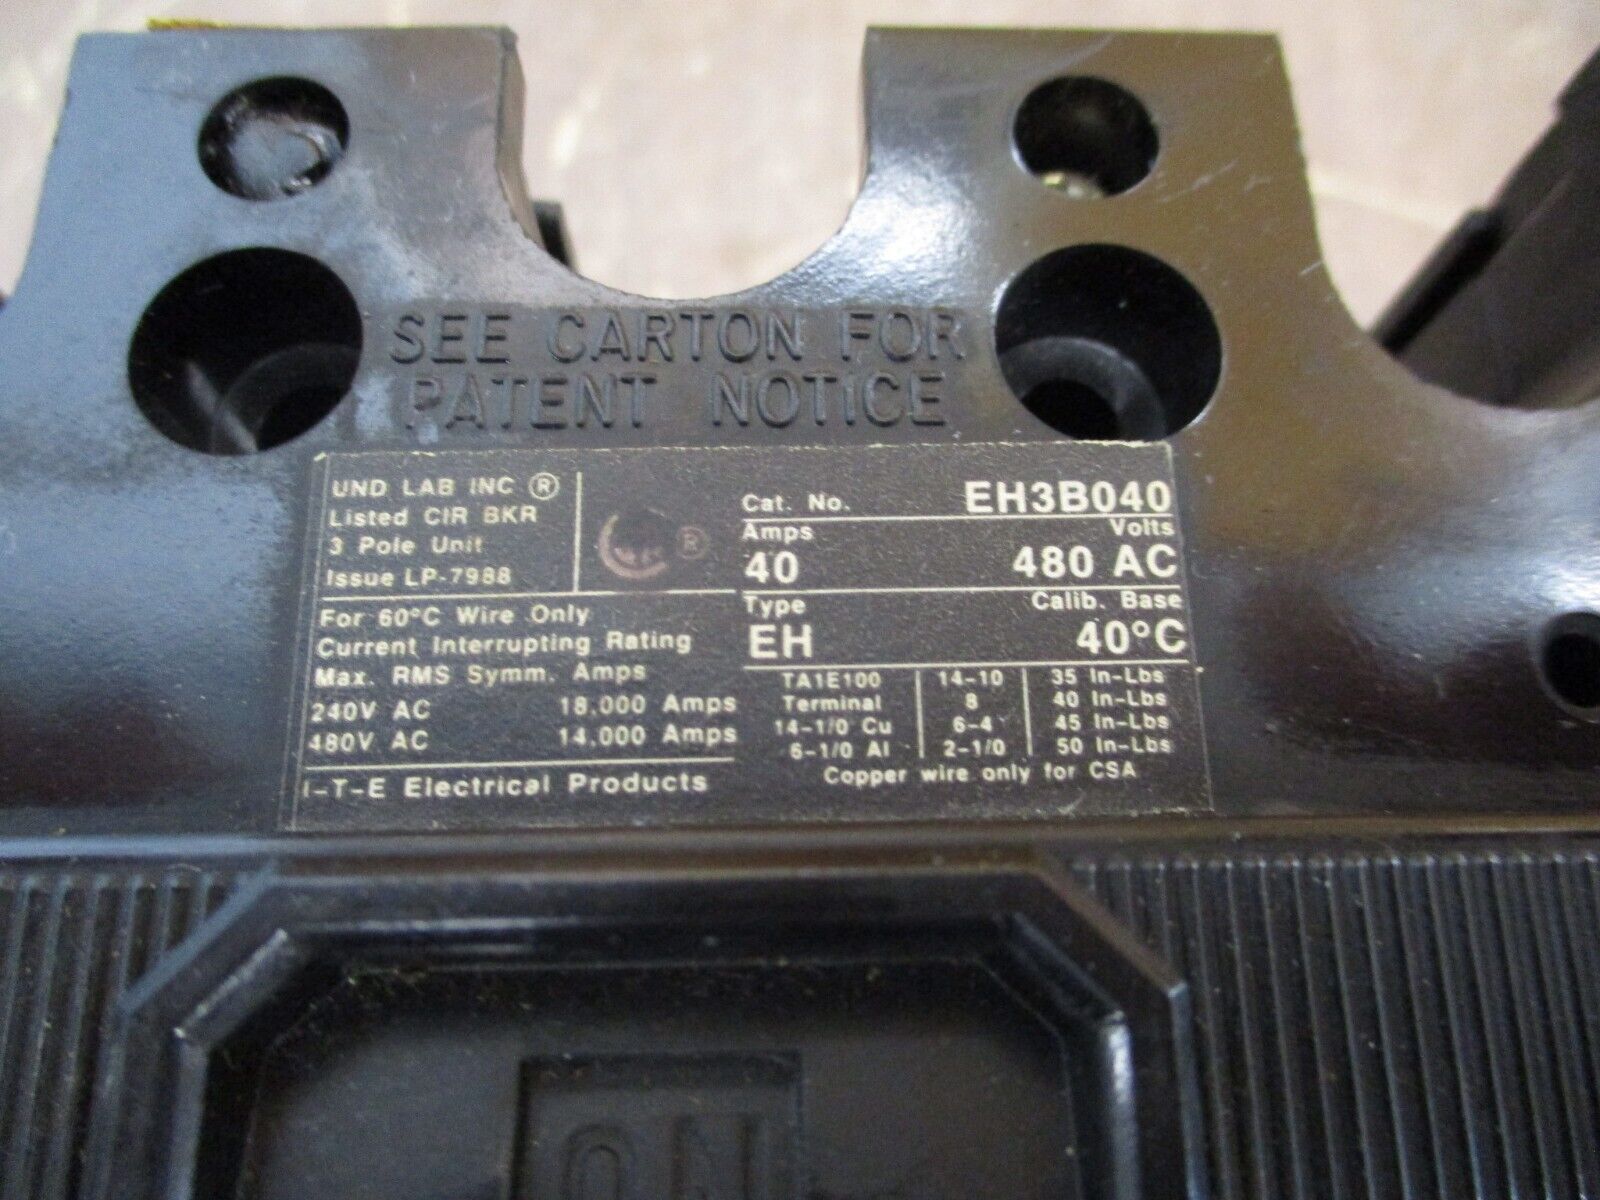 SEE CARTON FOR
PATENT NOTICE
UND LAB INC ®
Listed CIR BKR
3 Pole Unit
Issue LP-7988
®
Cat. No. EH3B040
Amps Volts
40 480 AC
Type Calib. Base
EH 40°C
For 60°C Wire Only
Current Interrupting Rating
Max. RMS Symm. Amps
240V AC 18,000 Amps
480V AC 14,000 Amps
I-T-E Electrical Products
TA1E100 14-10 35 In-Lbs
Terminal 8 40 In-Lbs
14-1/0 Cu 6-4 45 In-Lbs
6-1/0 Al 2-1/0 50 In-Lbs
Copper wire only for CSA
ON